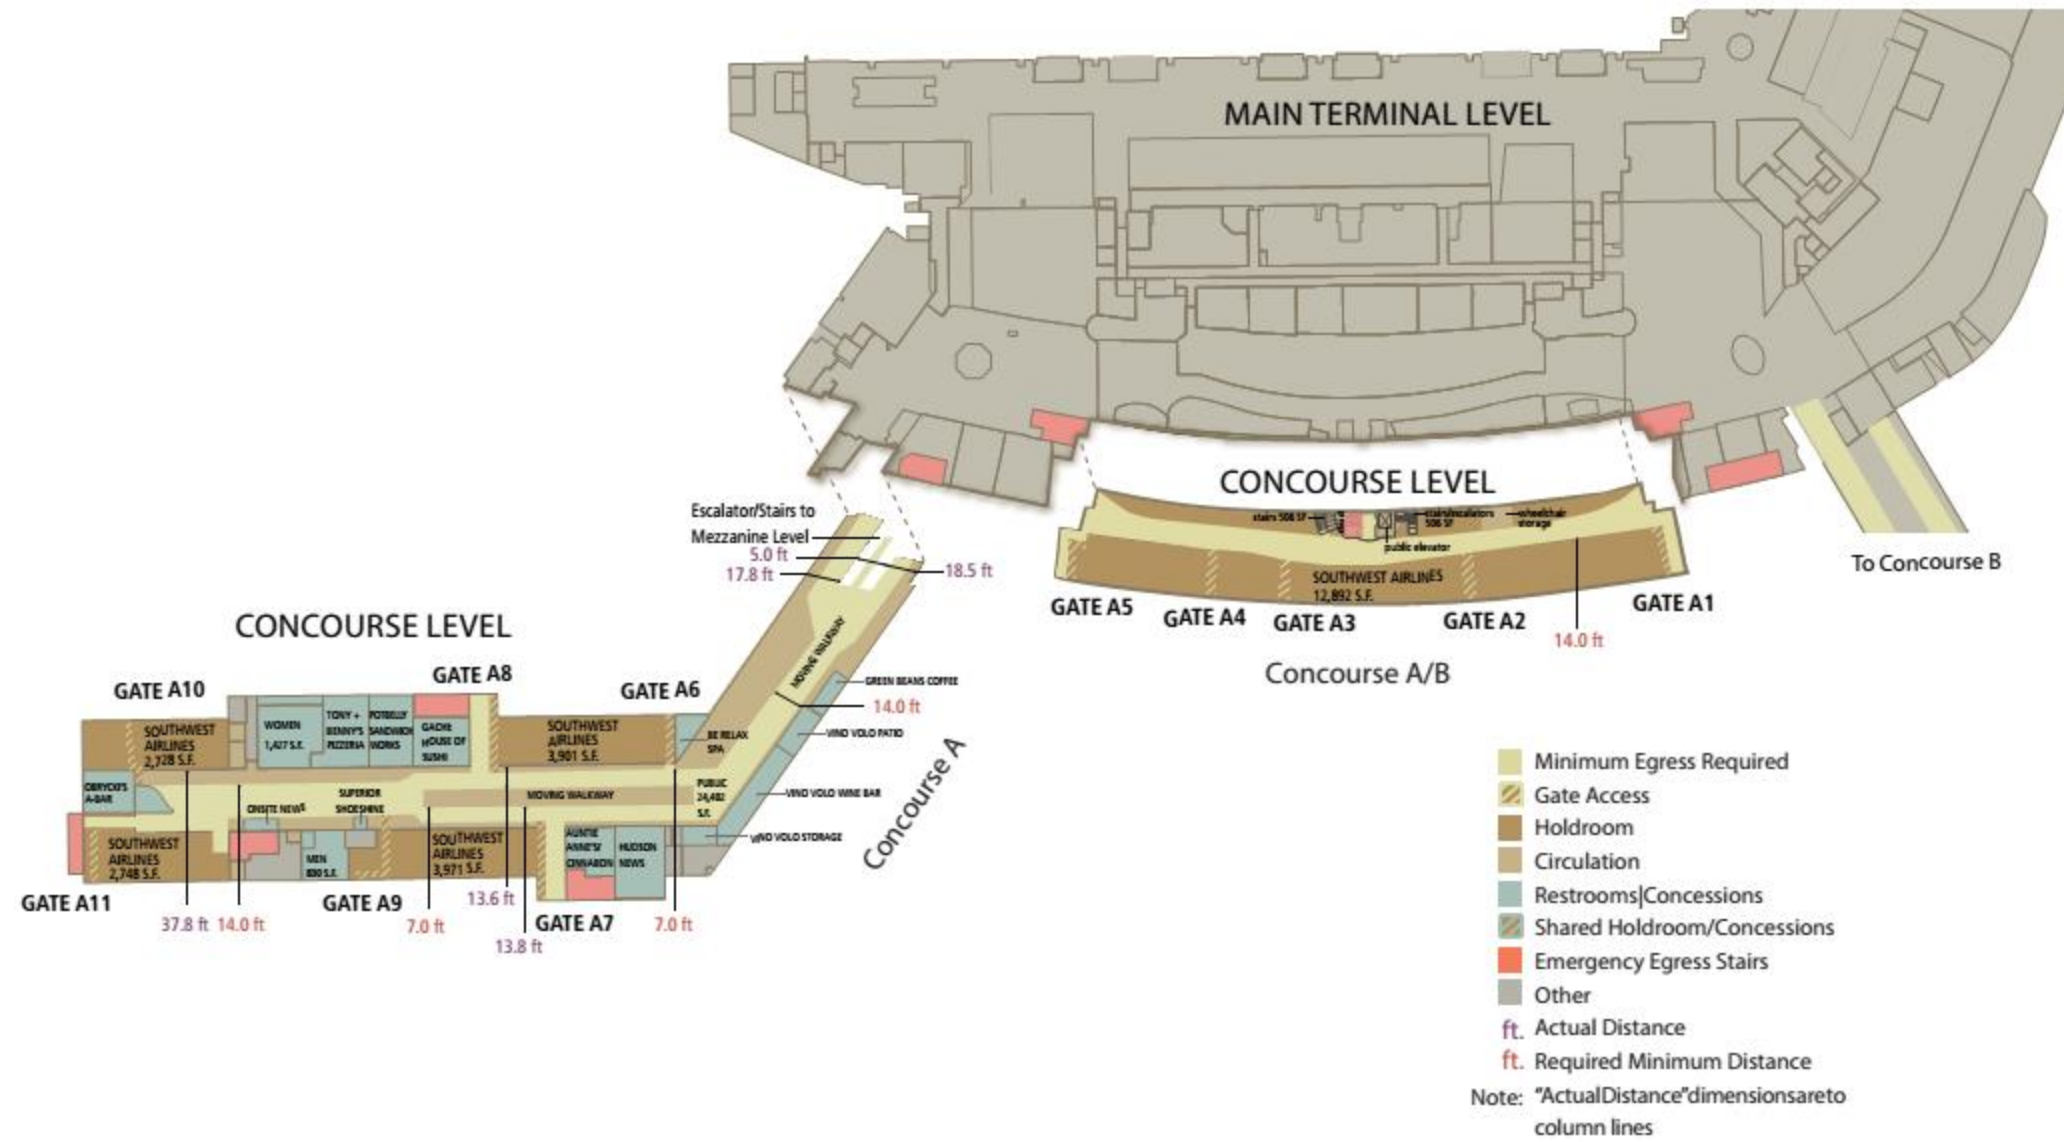 MAIN TERMINAL LEVEL
CONCOURSE LEVEL
stairs 508 SF
stairs/escalators
506 SF
wheelchair
storage
public elevator
SOUTHWEST AIRLINES
12,892 S.F.
GATE A5
GATE A4
GATE A3
GATE A2
GATE A1
14.0 ft
Concourse A/B
To Concourse B
Escalator/Stairs to
Mezzanine Level
5.0 ft
17.8 ft
18.5 ft
MOVING WALKWAY
GREEN BEANS COFFEE
14.0 ft
VINO VOLO PATIO
VINO VOLO WINE BAR
VINO VOLO STORAGE
Concourse A
CONCOURSE LEVEL
GATE A10
GATE A8
GATE A6
SOUTHWEST
AIRLINES
2,728 S.F.
WOMEN
1,427 S.F.
TONY +
BENNY'S
PIZZERIA
POTBELLY
SANDWICH
WORKS
GACHI
HOUSE OF
SUSHI
SOUTHWEST
AIRLINES
3,901 S.F.
BE RELAX
SPA
OBRYCKI'S
A-BAR
ONSITE NEWS
SUPERIOR
SHOESHINE
MOVING WALKWAY
PUBLIC
24,402
S.F.
SOUTHWEST
AIRLINES
2,748 S.F.
MEN
830 S.F.
SOUTHWEST
AIRLINES
3,971 S.F.
AUNTIE
ANNE'S/
CINNABON
HUDSON
NEWS
GATE A11
GATE A9
GATE A7
37.8 ft
14.0 ft
7.0 ft
13.6 ft
13.8 ft
7.0 ft
Minimum Egress Required
Gate Access
Holdroom
Circulation
Restrooms|Concessions
Shared Holdroom/Concessions
Emergency Egress Stairs
Other
ft. Actual Distance
ft. Required Minimum Distance
Note: "ActualDistance"dimensionsareto
column lines